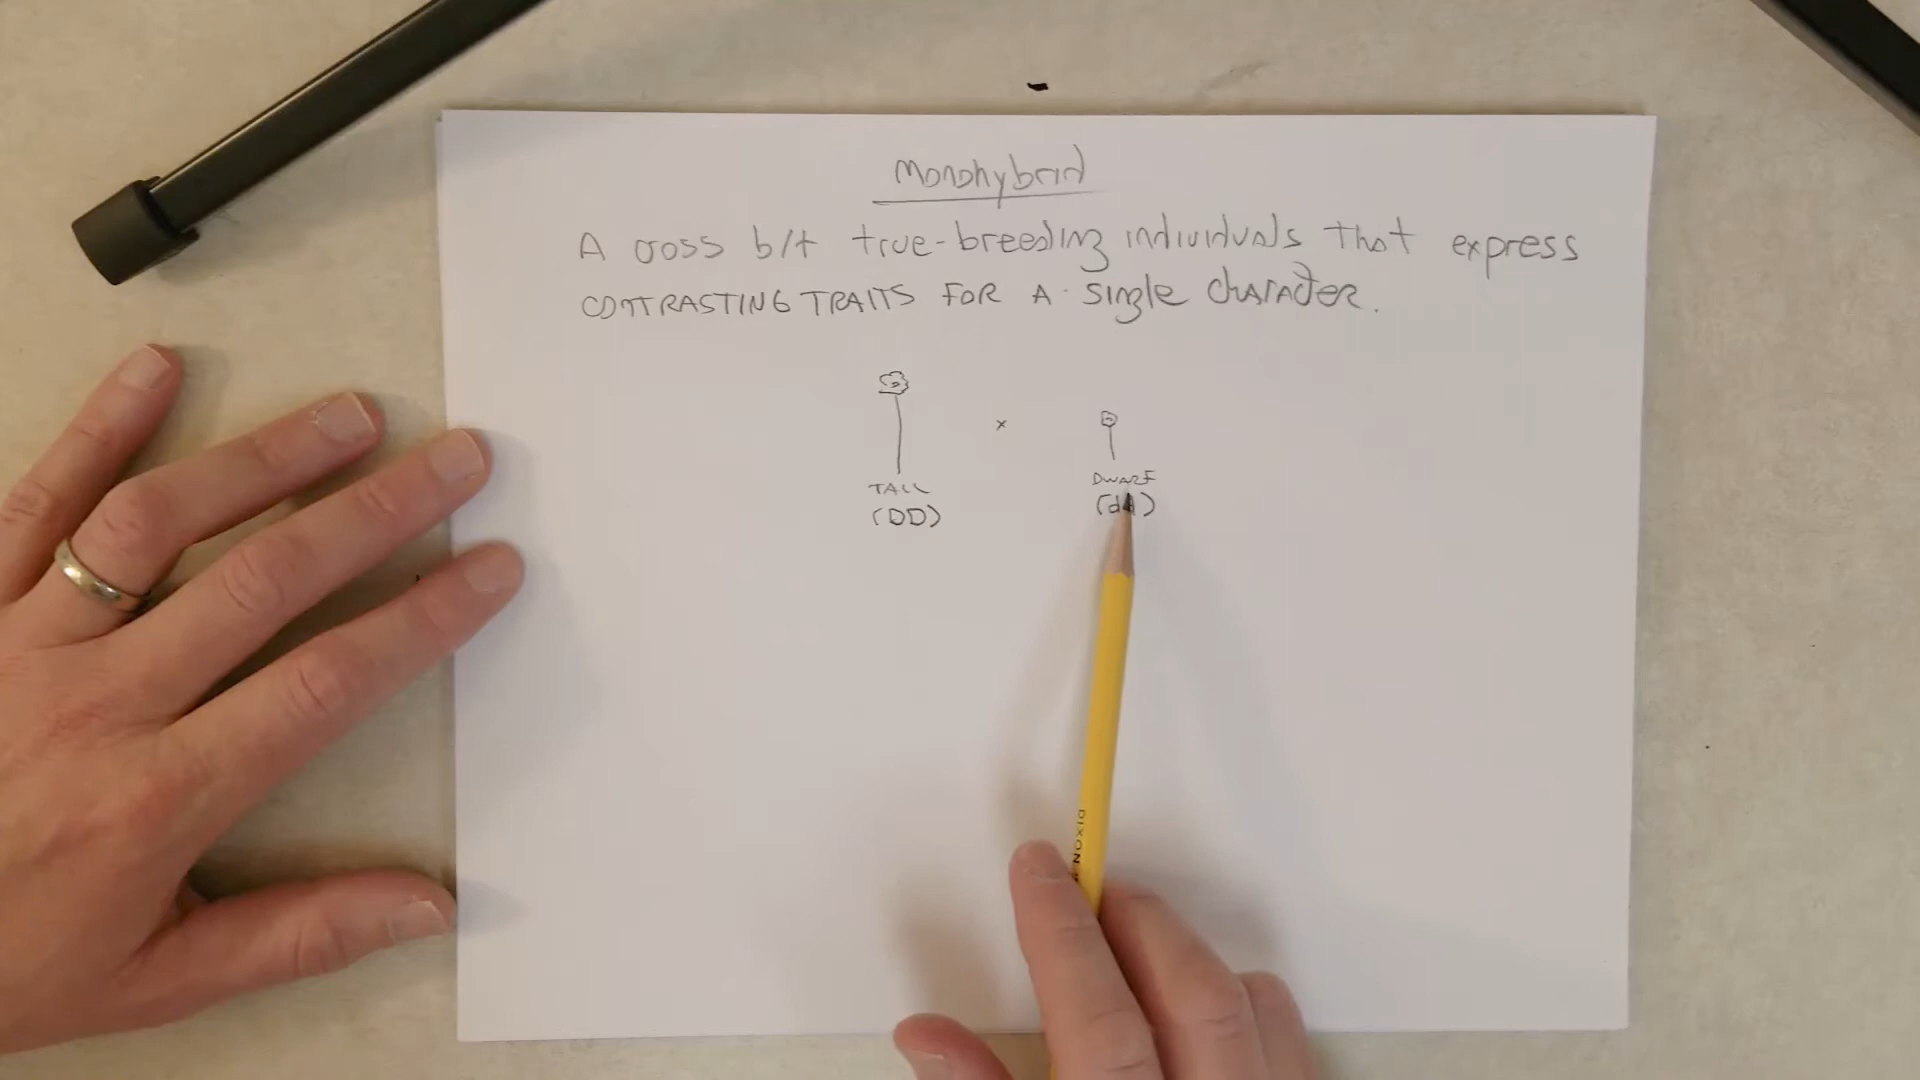 Monohybrid
A cross b/t true-breeding individuals that express
CONTRASTING TRAITS FOR A single character.
x
TALL
DWARF
(DD)
(dd)
DIXON